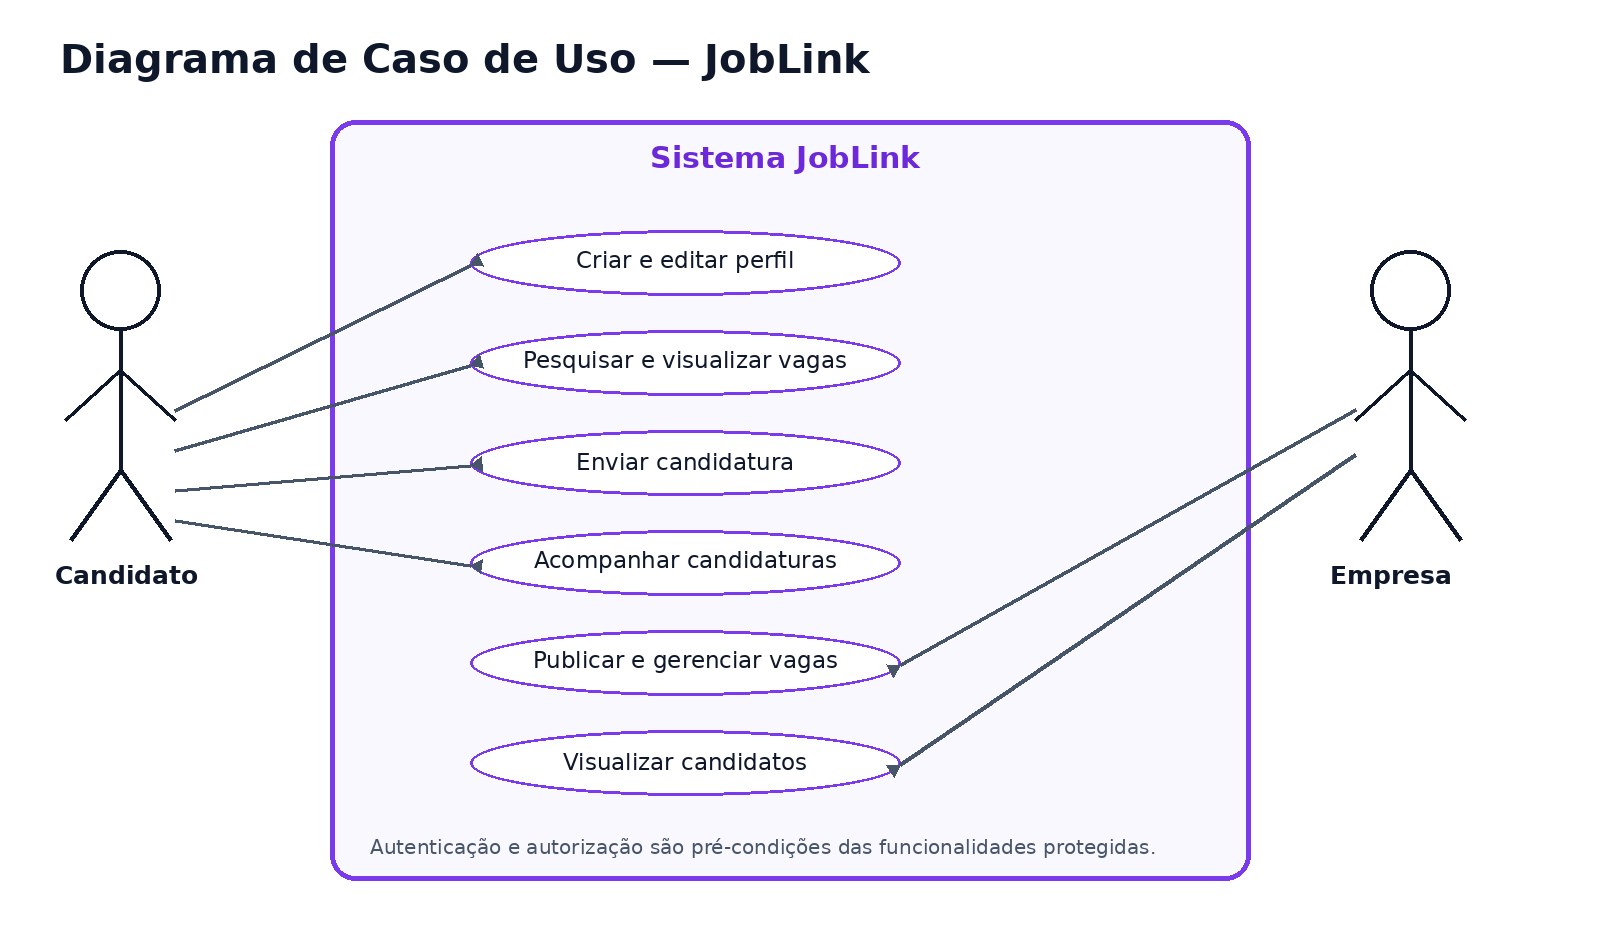 Diagrama de Caso de Uso — JobLink
Sistema JobLink
Criar e editar perfil
Pesquisar e visualizar vagas
Enviar candidatura
Acompanhar candidaturas
Candidato
Empresa
Publicar e gerenciar vagas
Visualizar candidatos
Autenticação e autorização são pré-condições das funcionalidades protegidas.